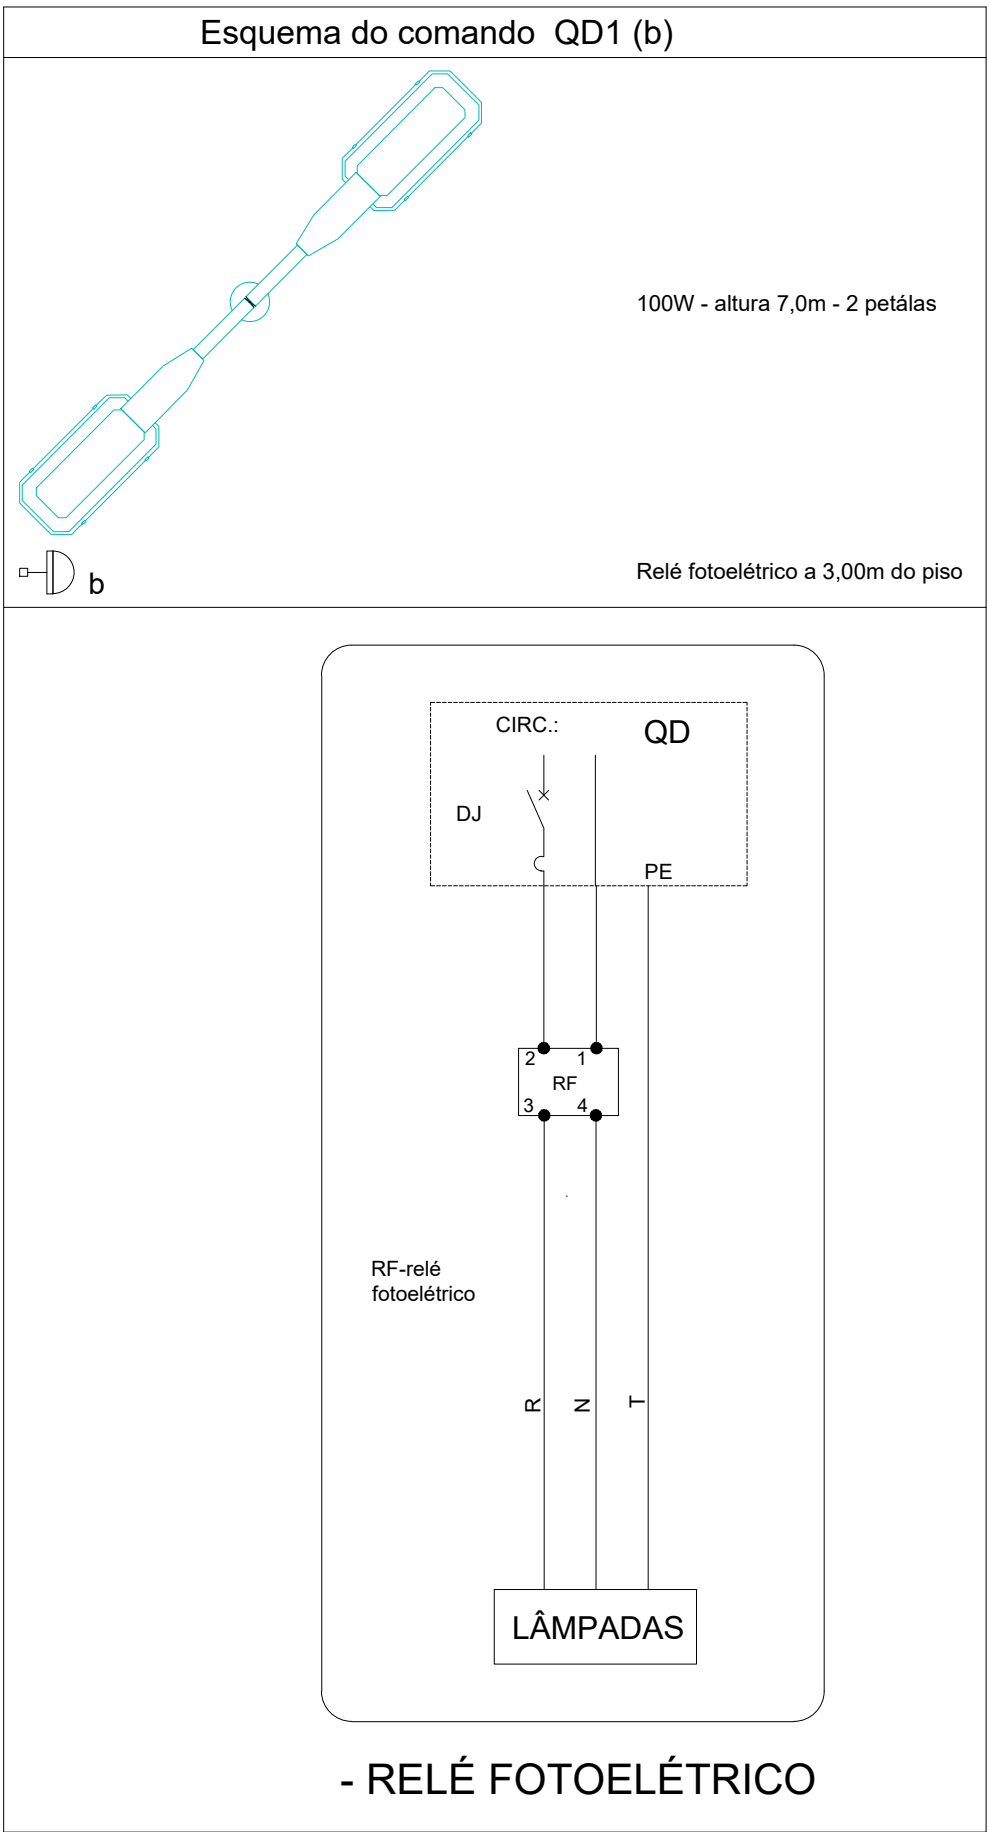 Esquema do comando  QD1 (b)
100W - altura 7,0m - 2 petálas
b
Relé fotoelétrico a 3,00m do piso
CIRC.:
QD
DJ
PE
2
1
RF
3
4
RF-relé
fotoelétrico
R
N
T
LÂMPADAS
- RELÉ FOTOELÉTRICO